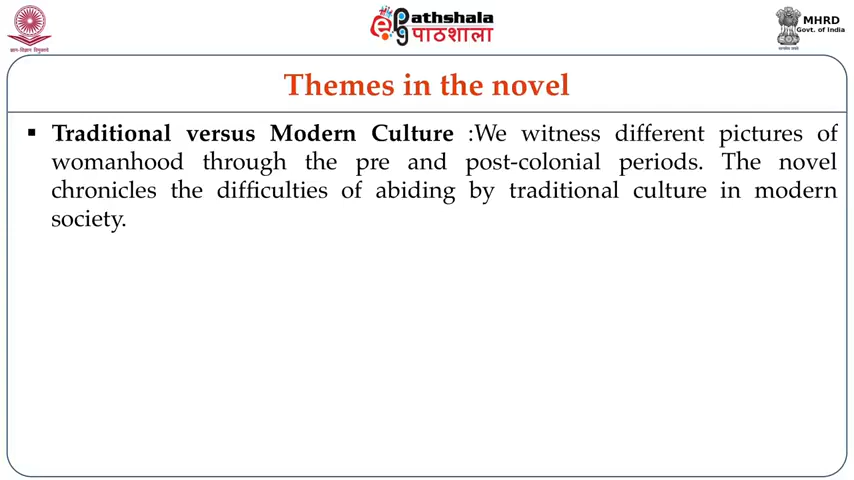 ePathshala
पाठशाला
MHRD
Govt. of India
Themes in the novel
▪ Traditional versus Modern Culture :We witness different pictures of
womanhood through the pre and post-colonial periods. The novel
chronicles the difficulties of abiding by traditional culture in modern
society.